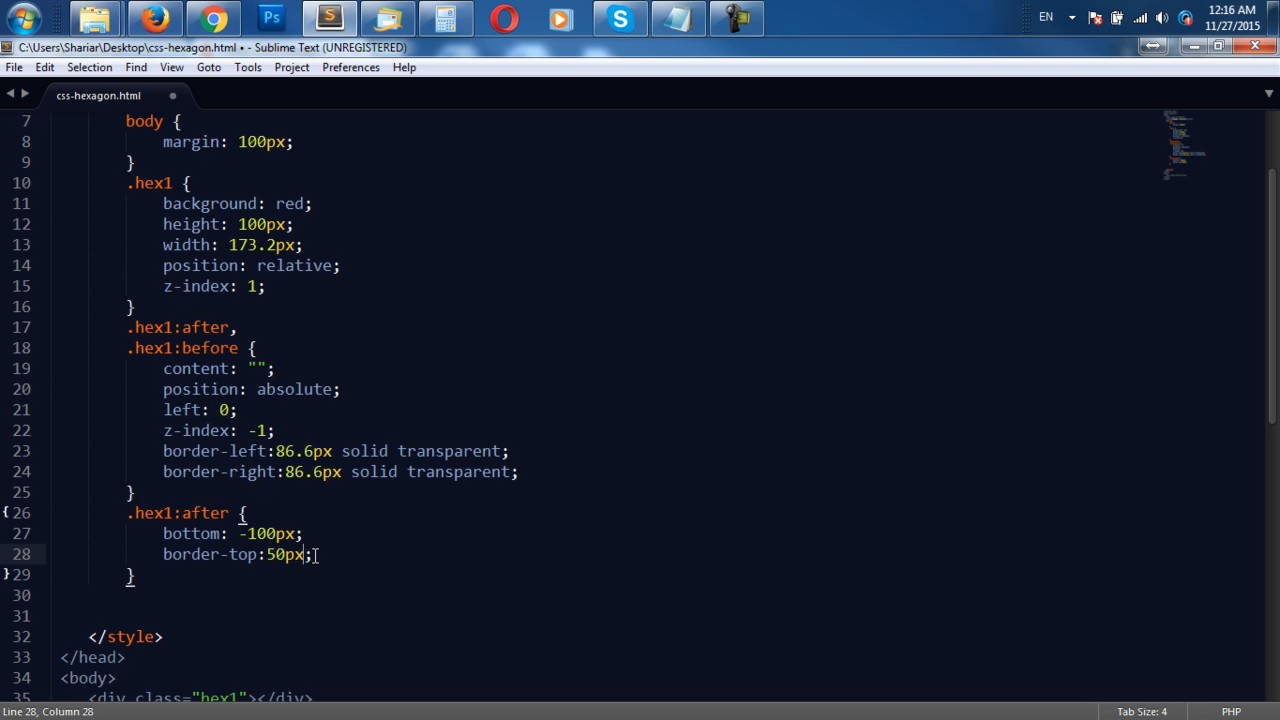 EN
12:16 AM
11/27/2015
C:\Users\Shariar\Desktop\css-hexagon.html • - Sublime Text (UNREGISTERED)
File Edit Selection Find View Goto Tools Project Preferences Help
css-hexagon.html
7 body {
8 margin: 100px;
9 }
10 .hex1 {
11 background: red;
12 height: 100px;
13 width: 173.2px;
14 position: relative;
15 z-index: 1;
16 }
17 .hex1:after,
18 .hex1:before {
19 content: "";
20 position: absolute;
21 left: 0;
22 z-index: -1;
23 border-left:86.6px solid transparent;
24 border-right:86.6px solid transparent;
25 }
{ 26 .hex1:after {
27 bottom: -100px;
28 border-top:50px;
} 29 }
30
31
32 </style>
33 </head>
34 <body>
35 <div class="hex1"></div>
Line 28, Column 28 Tab Size: 4 PHP